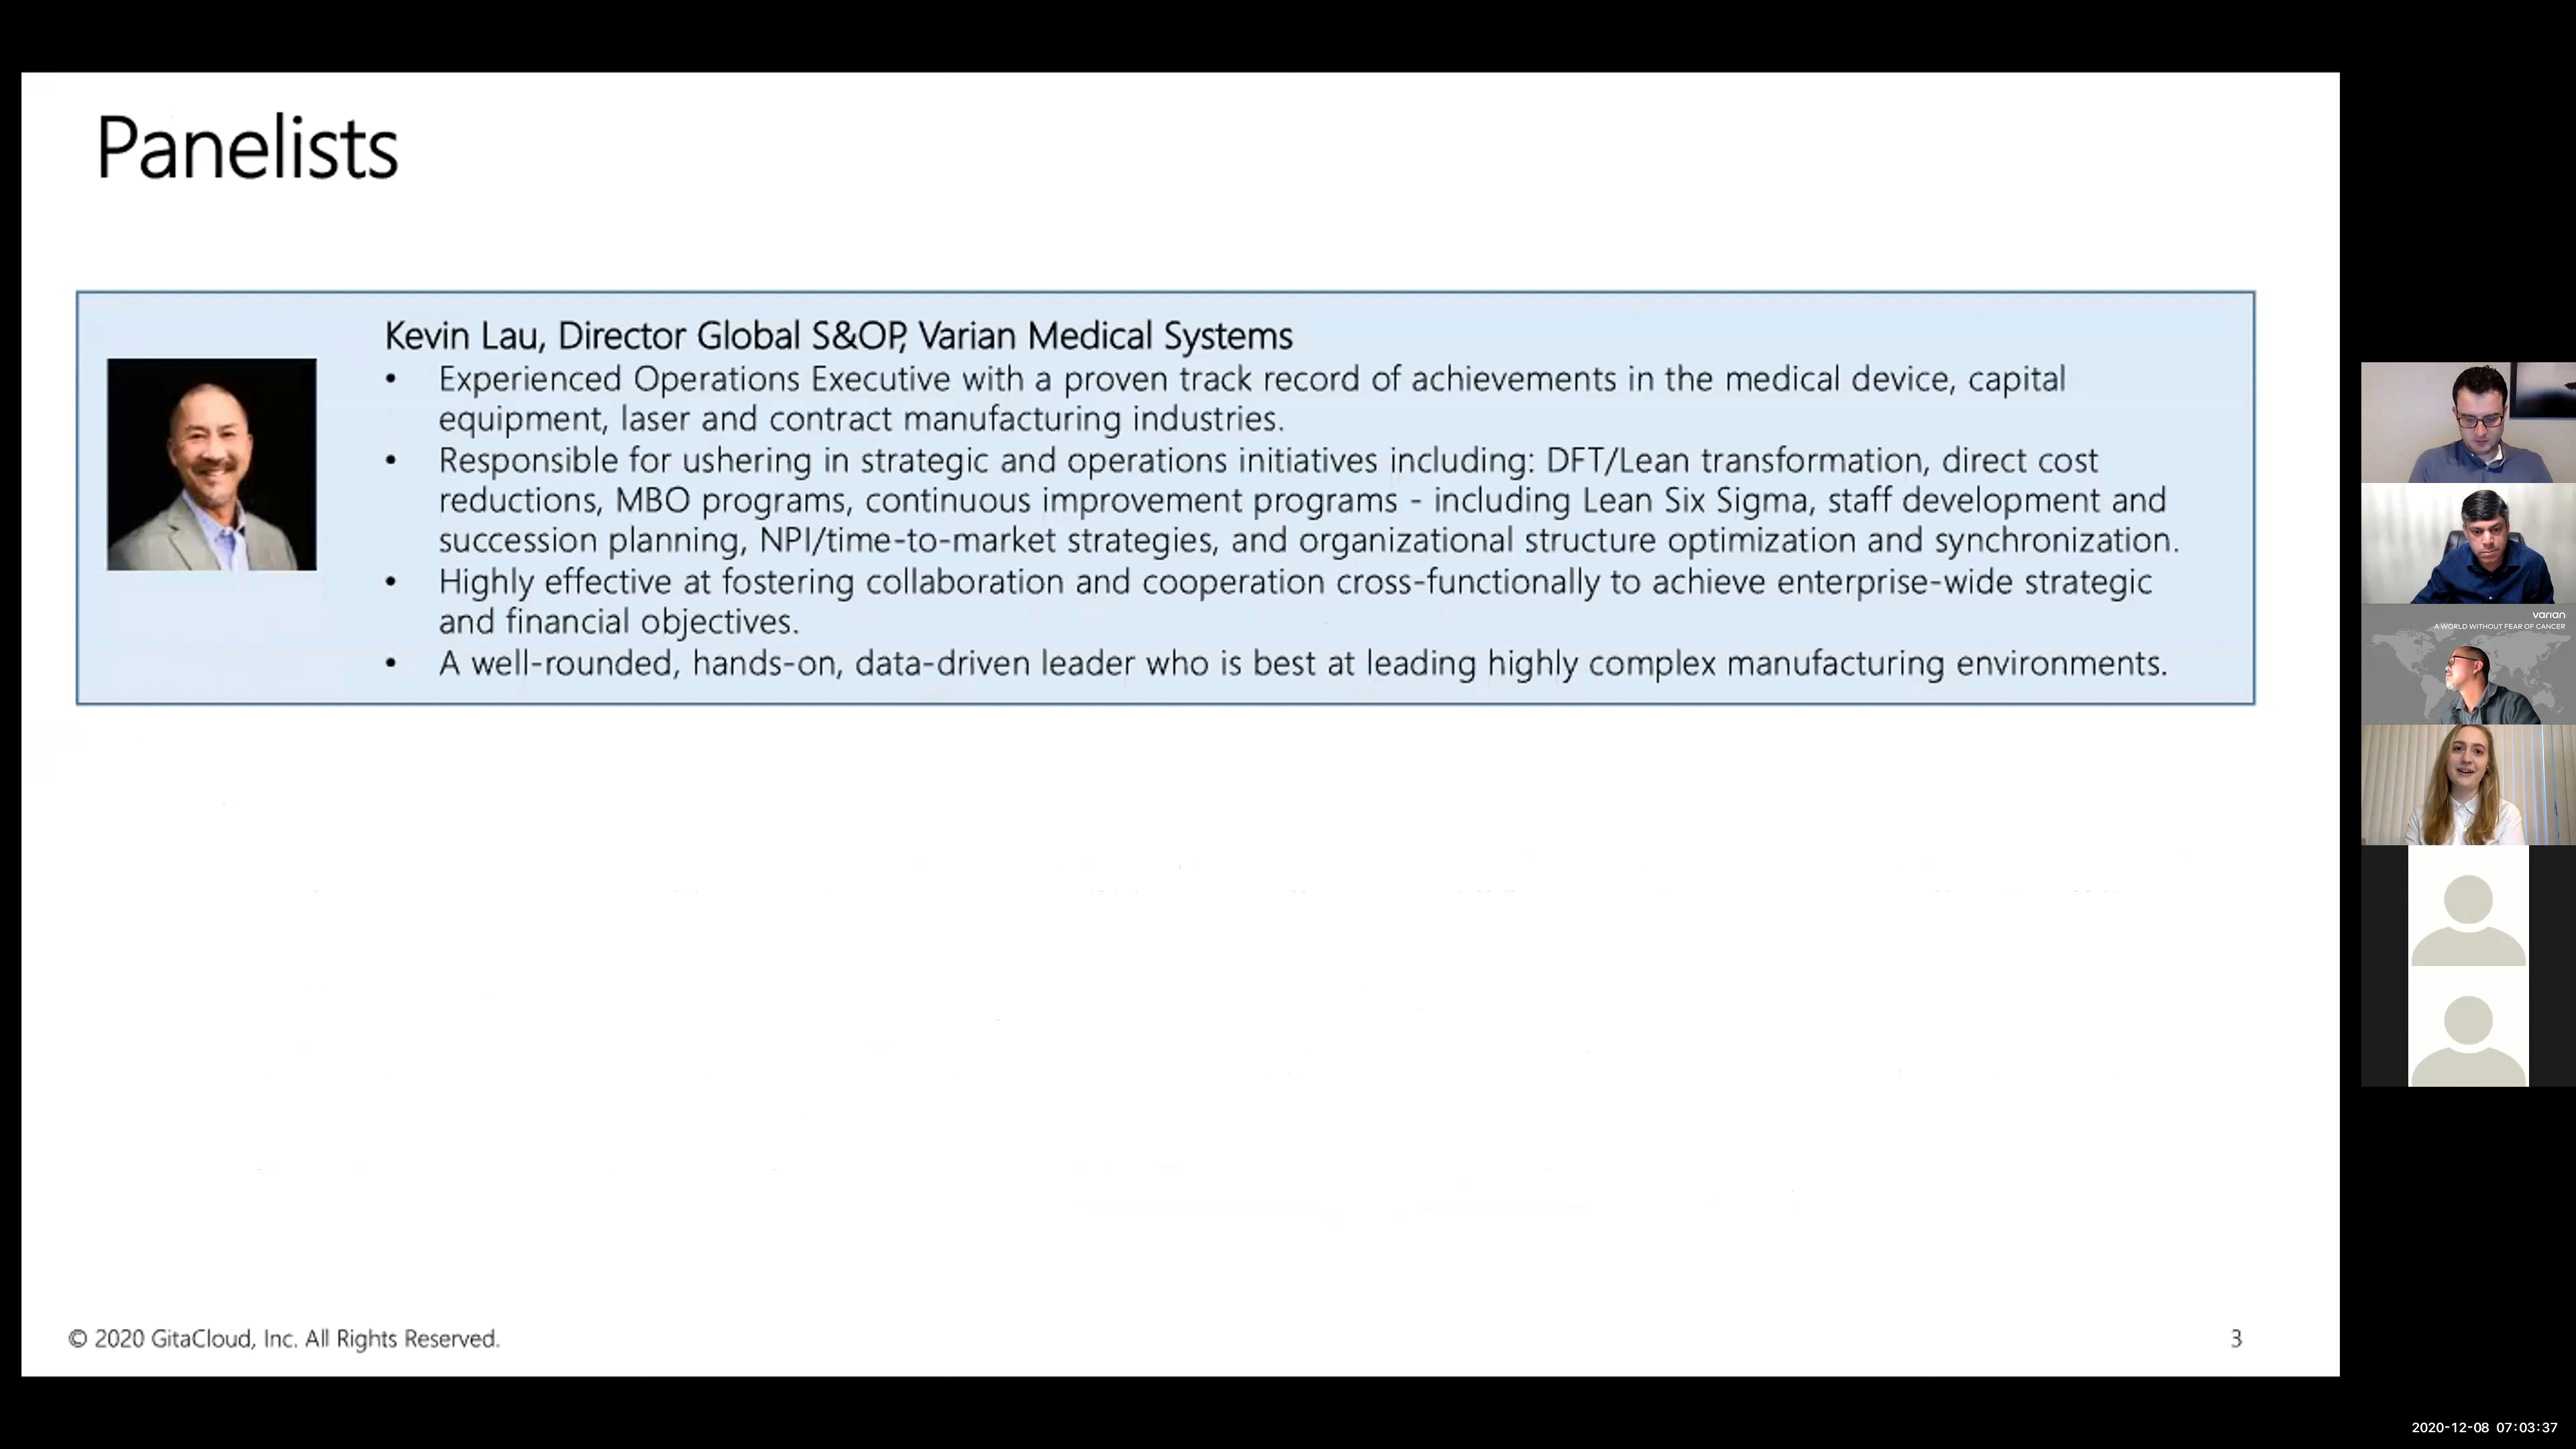 Panelists
Kevin Lau, Director Global S&OP, Varian Medical Systems
• Experienced Operations Executive with a proven track record of achievements in the medical device, capital
equipment, laser and contract manufacturing industries.
• Responsible for ushering in strategic and operations initiatives including: DFT/Lean transformation, direct cost
reductions, MBO programs, continuous improvement programs - including Lean Six Sigma, staff development and
succession planning, NPI/time-to-market strategies, and organizational structure optimization and synchronization.
• Highly effective at fostering collaboration and cooperation cross-functionally to achieve enterprise-wide strategic
and financial objectives.
• A well-rounded, hands-on, data-driven leader who is best at leading highly complex manufacturing environments.
varian
A WORLD WITHOUT FEAR OF CANCER
© 2020 GitaCloud, Inc. All Rights Reserved.
3
2020-12-08 07:03:37